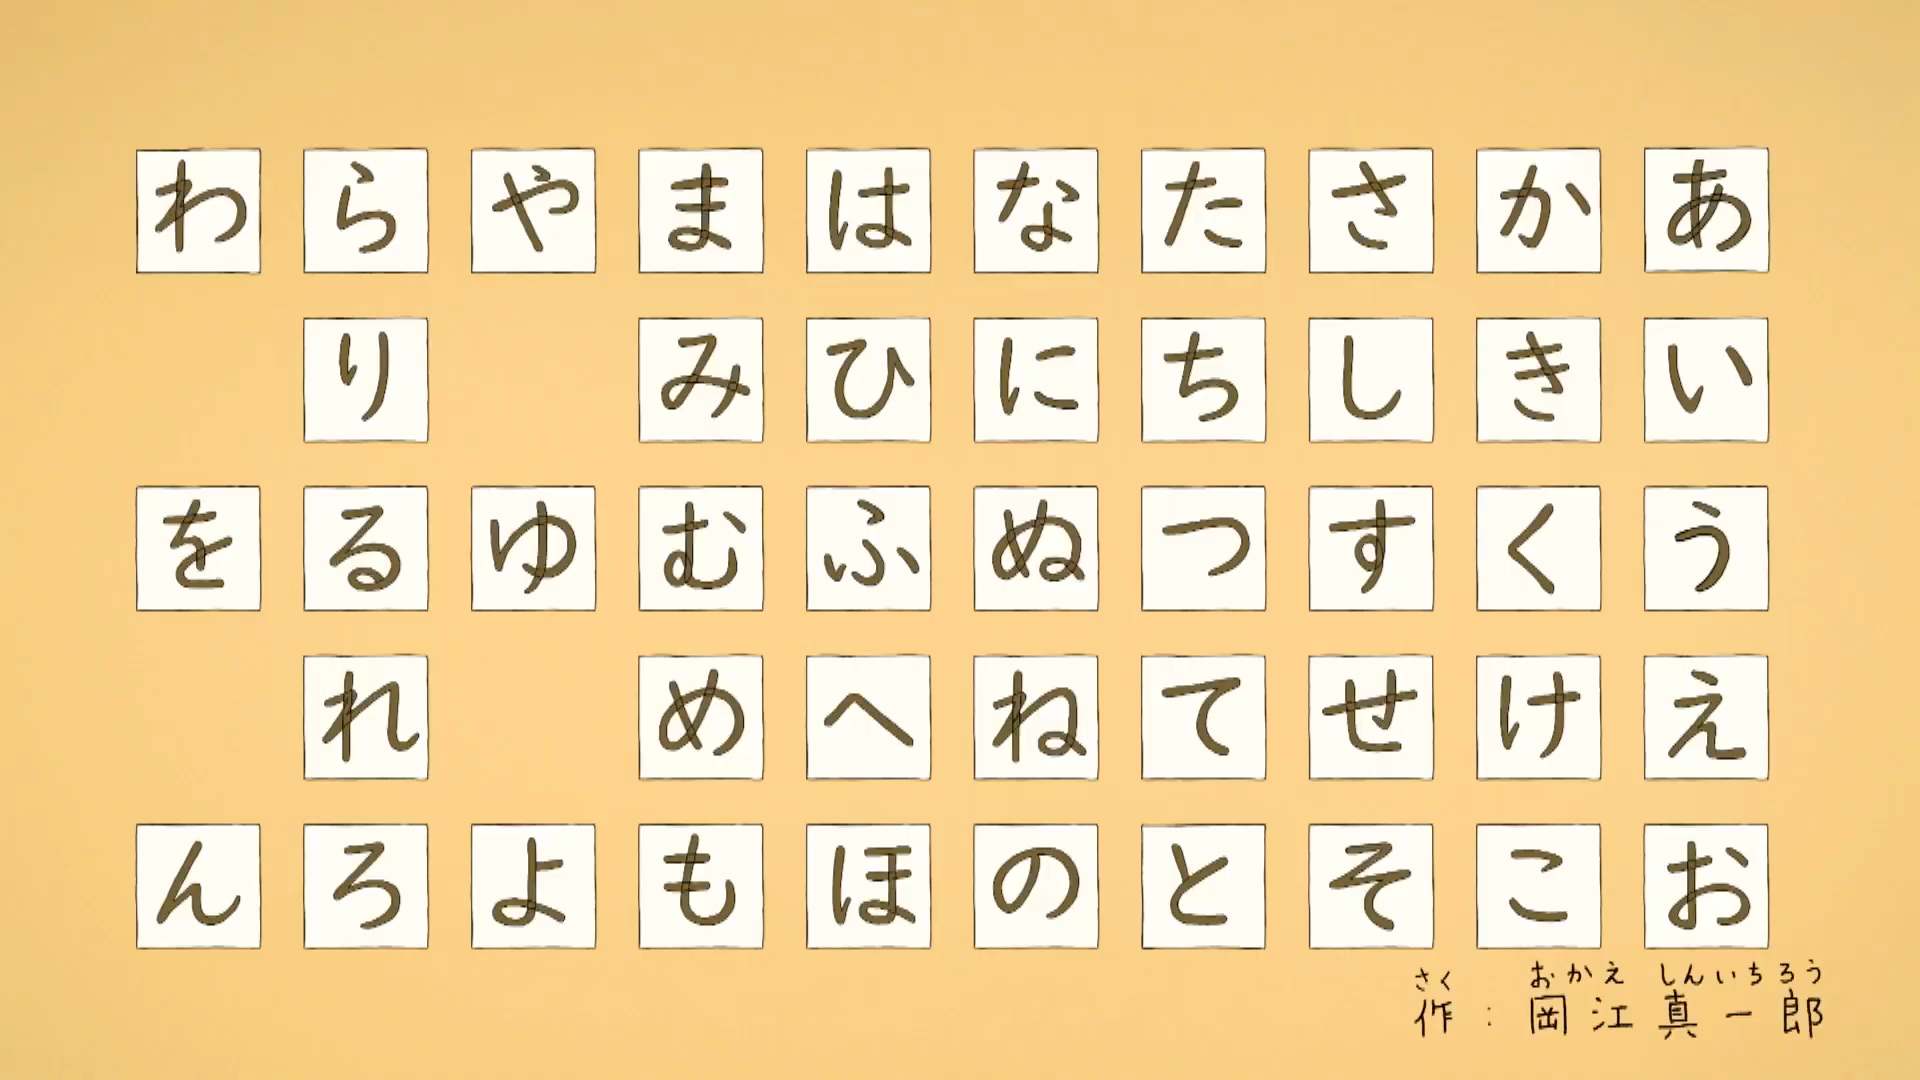 わ ら や ま は な た さ か あ
り み ひ に ち し き い
を る ゆ む ふ ぬ つ す く う
れ め へ ね て せ け え
ん ろ よ も ほ の と そ こ お
さく おかえ しんいちろう
作：岡江真一郎